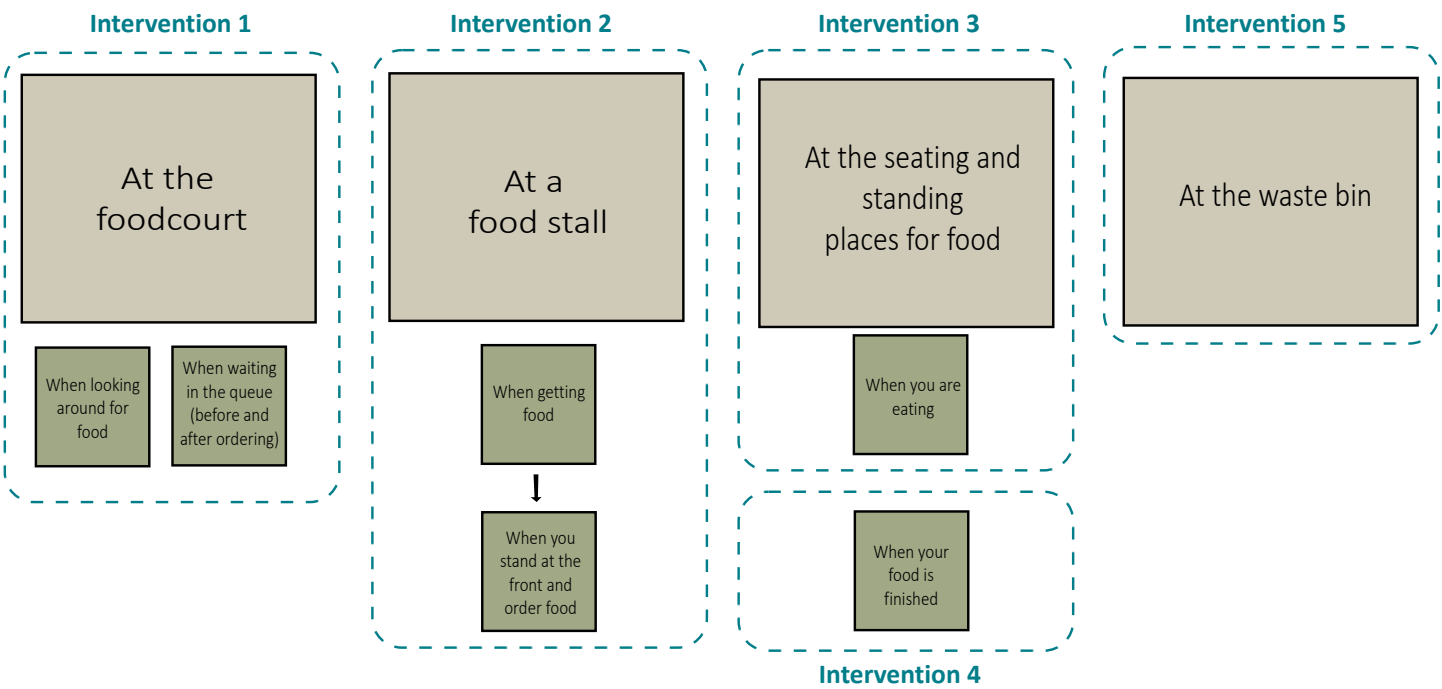 Intervention 1
At the
foodcourt
When looking
around for
food
When waiting
in the queue
(before and
after ordering)
Intervention 2
At a
food stall
When getting
food
When you
stand at the
front and
order food
Intervention 3
At the seating and
standing
places for food
When you are
eating
When your
food is
finished
Intervention 4
Intervention 5
At the waste bin